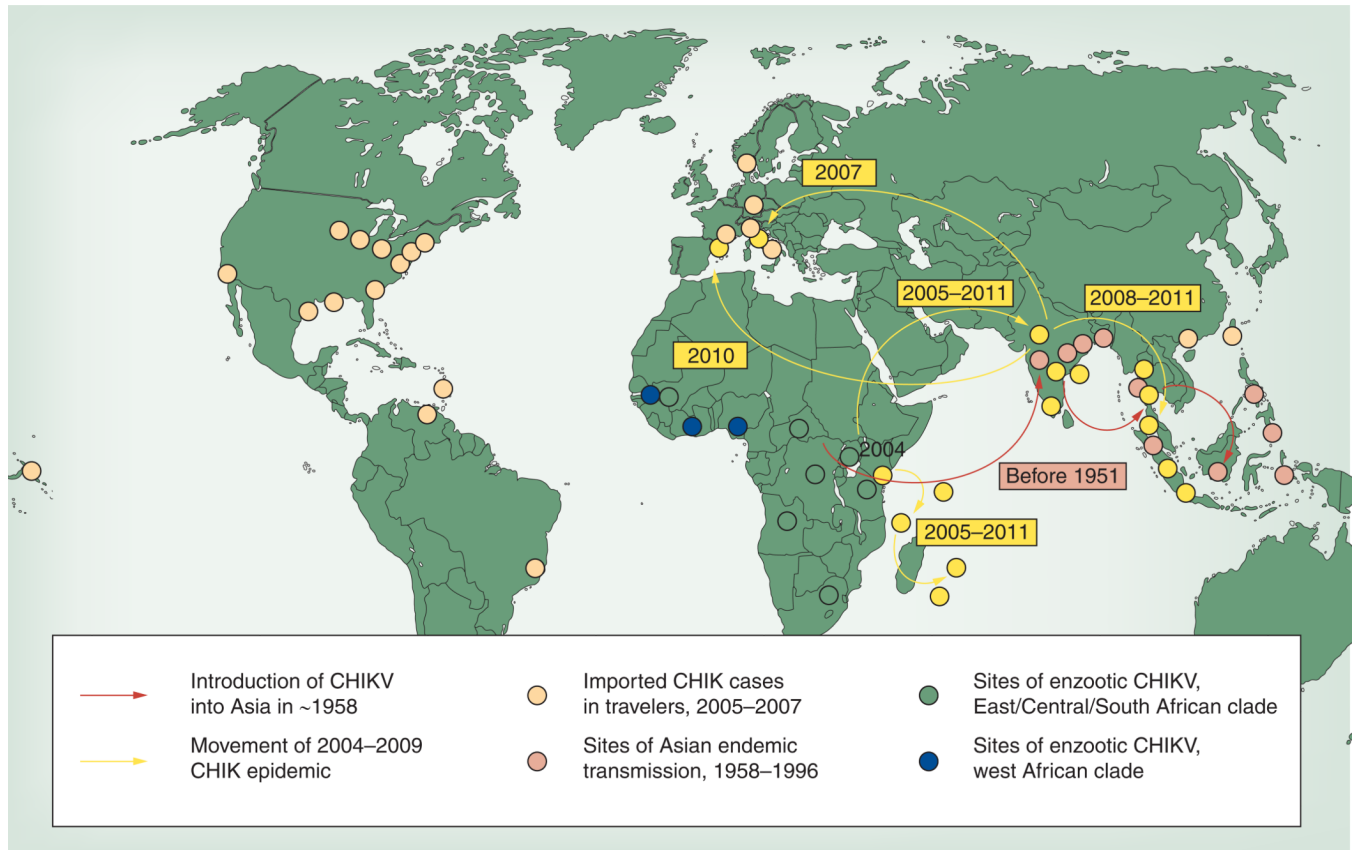 2007
2005–2011
2008–2011
2010
2004
Before 1951
2005–2011
Introduction of CHIKV
into Asia in ~1958
Movement of 2004–2009
CHIK epidemic
Imported CHIK cases
in travelers, 2005–2007
Sites of Asian endemic
transmission, 1958–1996
Sites of enzootic CHIKV,
East/Central/South African clade
Sites of enzootic CHIKV,
west African clade